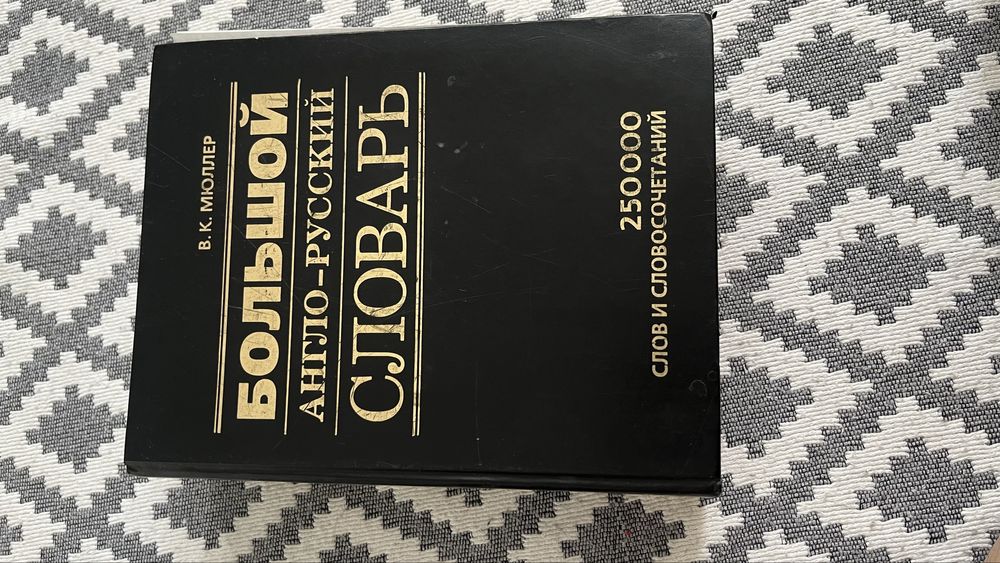 В. К. МЮЛЛЕР
БОЛЬШОЙ
АНГЛО-РУССКИЙ
СЛОВАРЬ
250000
СЛОВ И СЛОВОСОЧЕТАНИЙ